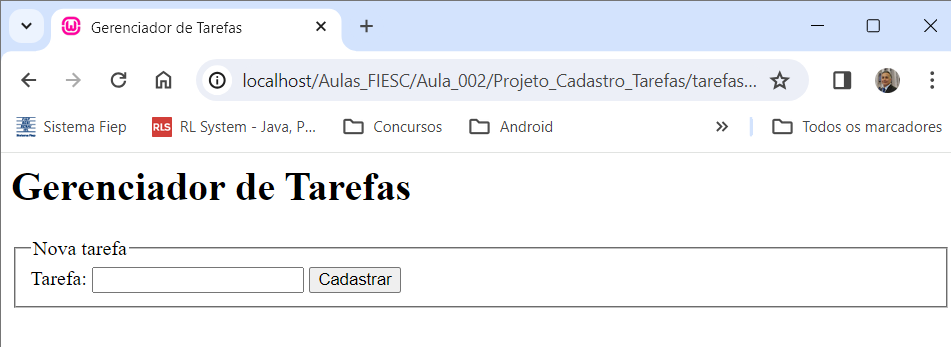 Gerenciador de Tarefas
localhost/Aulas_FIESC/Aula_002/Projeto_Cadastro_Tarefas/tarefas...
Sistema Fiep RLS RL System - Java, P... Concursos Android » Todos os marcadores
Gerenciador de Tarefas
Nova tarefa
Tarefa: Cadastrar